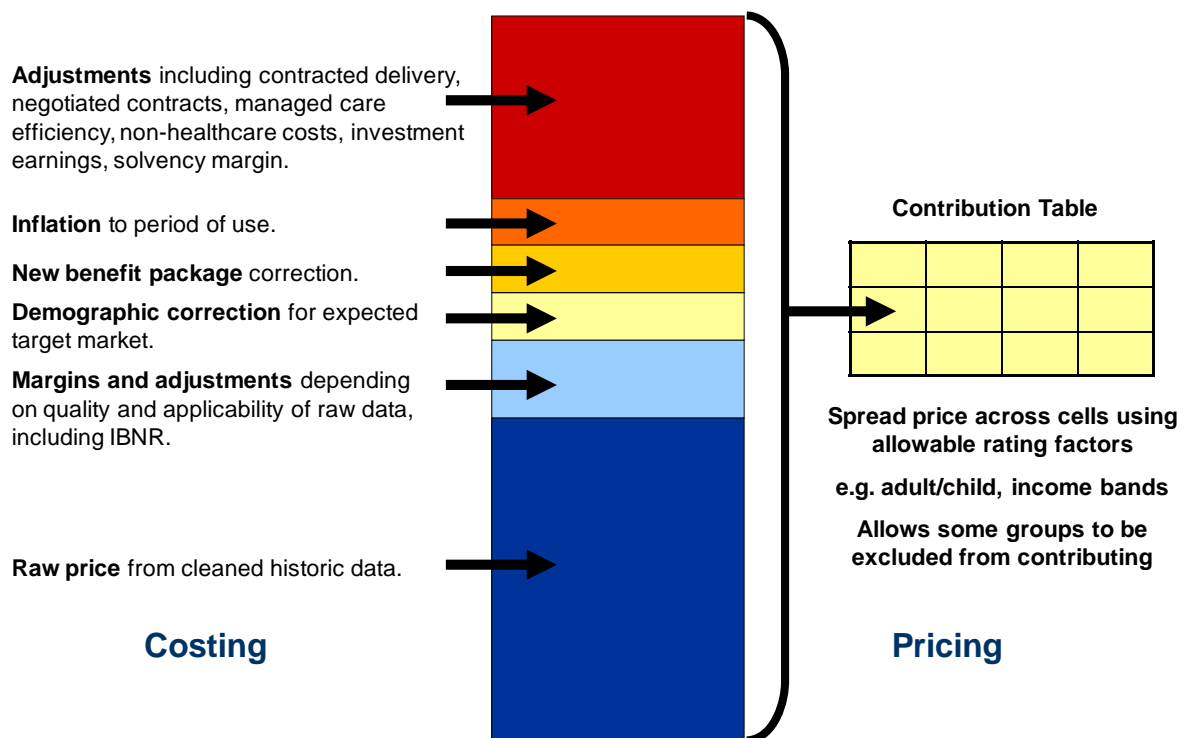 Adjustments including contracted delivery,
negotiated contracts, managed care
efficiency, non-healthcare costs, investment
earnings, solvency margin.
Inflation to period of use.
New benefit package correction.
Demographic correction for expected
target market.
Margins and adjustments depending
on quality and applicability of raw data,
including IBNR.
Raw price from cleaned historic data.
Costing
Contribution Table
Spread price across cells using
allowable rating factors
e.g. adult/child, income bands
Allows some groups to be
excluded from contributing
Pricing